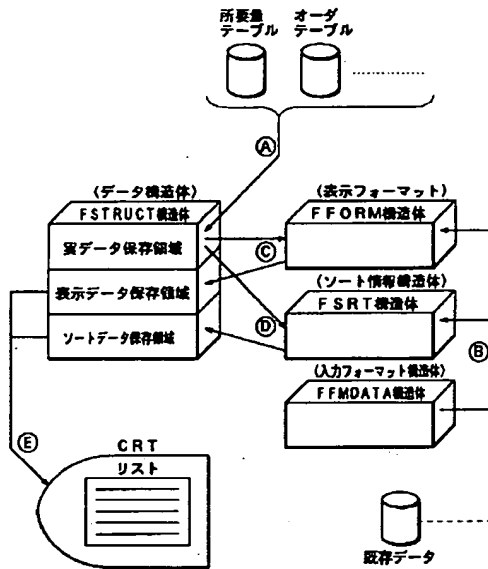 所要量
テーブル
オーダ
テーブル
Ⓐ
(データ構造体)
FSTRUCT構造体
実データ保存領域
表示データ保存領域
ソートデータ保存領域
(表示フォーマット)
FFORM構造体
Ⓒ
(ソート情報構造体)
FSRT構造体
Ⓓ
Ⓑ
(入力フォーマット構造体)
FFMDATA構造体
Ⓔ
CRT
リスト
既存データ